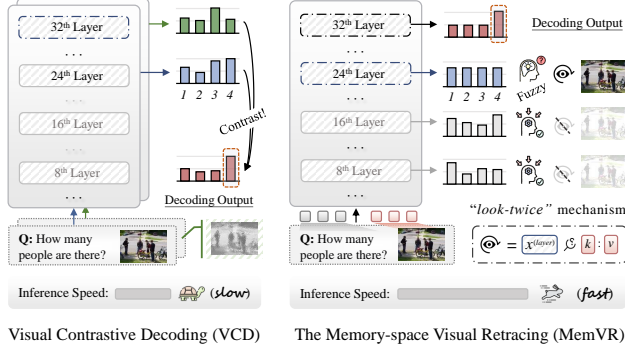 32th Layer
...
24th Layer
...
16th Layer
...
8th Layer
...
1 2 3 4
Contrast!
Decoding Output
Q: How many
people are there?
Inference Speed:
(slow)
Visual Contrastive Decoding (VCD)
32th Layer
...
24th Layer
...
16th Layer
...
8th Layer
...
1 2 3 4
Decoding Output
?
Fuzzy
"look-twice" mechanism
= x(layer) k : v
Q: How many
people are there?
Inference Speed:
(fast)
The Memory-space Visual Retracing (MemVR)